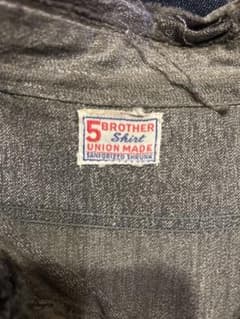 5 BROTHER
Shirt
UNION MADE
SANFORIZED SHRUNK